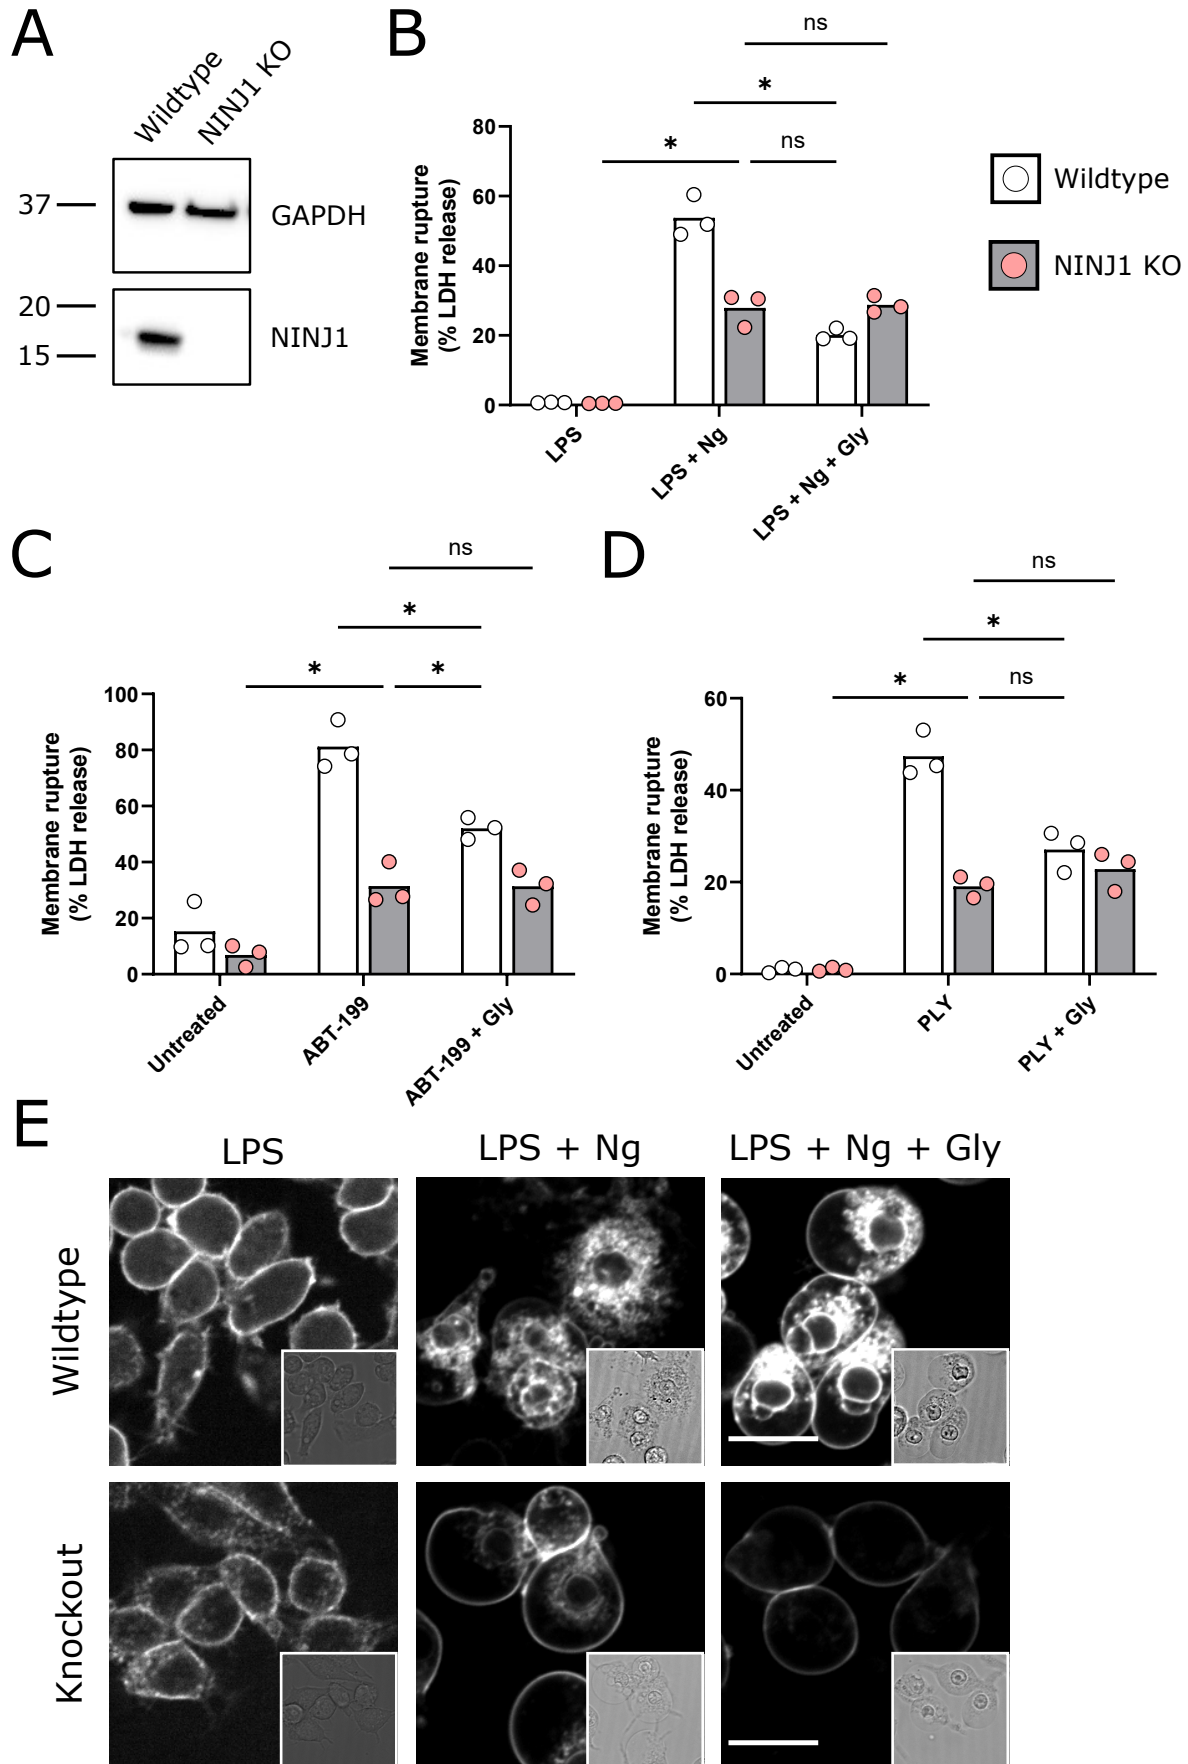 A
Wildtype
NINJ1 KO
37
GAPDH
20
15
NINJ1
B
ns
*
* ns
80
60
40
20
0
Membrane rupture
(% LDH release)
LPS
LPS + Ng
LPS + Ng + Gly
Wildtype
NINJ1 KO
C
ns
*
* *
100
80
60
40
20
0
Membrane rupture
(% LDH release)
Untreated
ABT-199
ABT-199 + Gly
D
ns
*
* ns
60
40
20
0
Membrane rupture
(% LDH release)
Untreated
PLY
PLY + Gly
E
LPS
LPS + Ng
LPS + Ng + Gly
Wildtype
Knockout